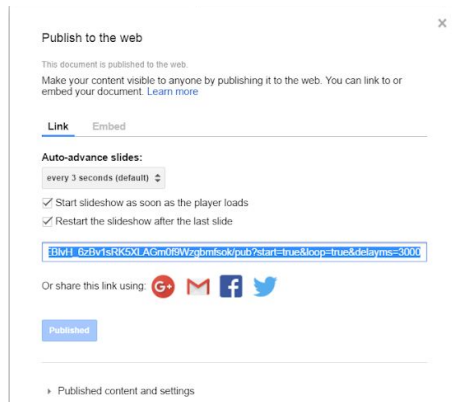 Publish to the web
This document is published to the web.
Make your content visible to anyone by publishing it to the web. You can link to or
embed your document. Learn more
Link Embed
Auto-advance slides:
every 3 seconds (default)
Start slideshow as soon as the player loads
Restart the slideshow after the last slide
pub?start=true&loop=true&delayms=3000
Or share this link using: G+
Published
Published content and settings